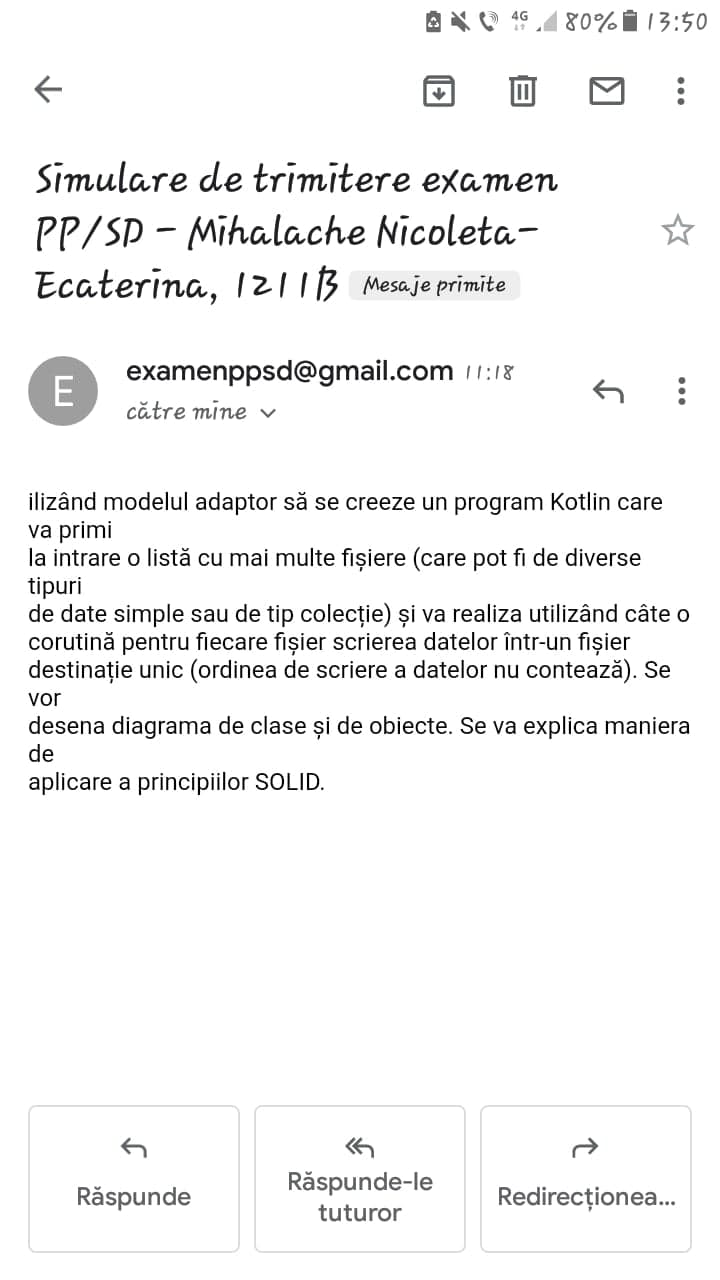 4G 80% 13:50
Simulare de trimitere examen
PP/SD - Mihalache Nicoleta-
Ecaterina, 1211B Mesaje primite
E
examenppsd@gmail.com 11:18
către mine
ilizând modelul adaptor să se creeze un program Kotlin care
va primi
la intrare o listă cu mai multe fișiere (care pot fi de diverse
tipuri
de date simple sau de tip colecție) și va realiza utilizând câte o
corutină pentru fiecare fișier scrierea datelor într-un fișier
destinație unic (ordinea de scriere a datelor nu contează). Se
vor
desena diagrama de clase și de obiecte. Se va explica maniera
de
aplicare a principiilor SOLID.
Răspunde
Răspunde-le
tuturor
Redirecționea...